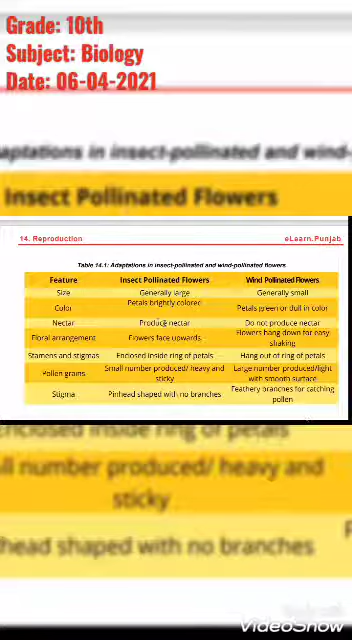 Grade: 10th
Subject: Biology
Date: 06-04-2021
aptations in insect-pollinated and wind-
Insect Pollinated Flowers
14. Reproduction eLearn.Punjab
Table 14.1: Adaptations in insect-pollinated and wind-pollinated flowers
Feature Insect Pollinated Flowers Wind Pollinated Flowers
Size Generally large Generally small
Color Petals brightly colored Petals green or dull in color
Nectar Produce nectar Do not produce nectar
Floral arrangement Flowers face upwards Flowers hang down for easy
shaking
Stamens and stigmas Enclosed inside ring of petals Hang out of ring of petals
Pollen grains Small number produced/ heavy and
sticky Large number produced/light
with smooth surface
Stigma Pinhead shaped with no branches Feathery branches for catching
pollen
enclosed inside ring of petals
ll number produced/ heavy and
sticky
head shaped with no branches
VideoShow